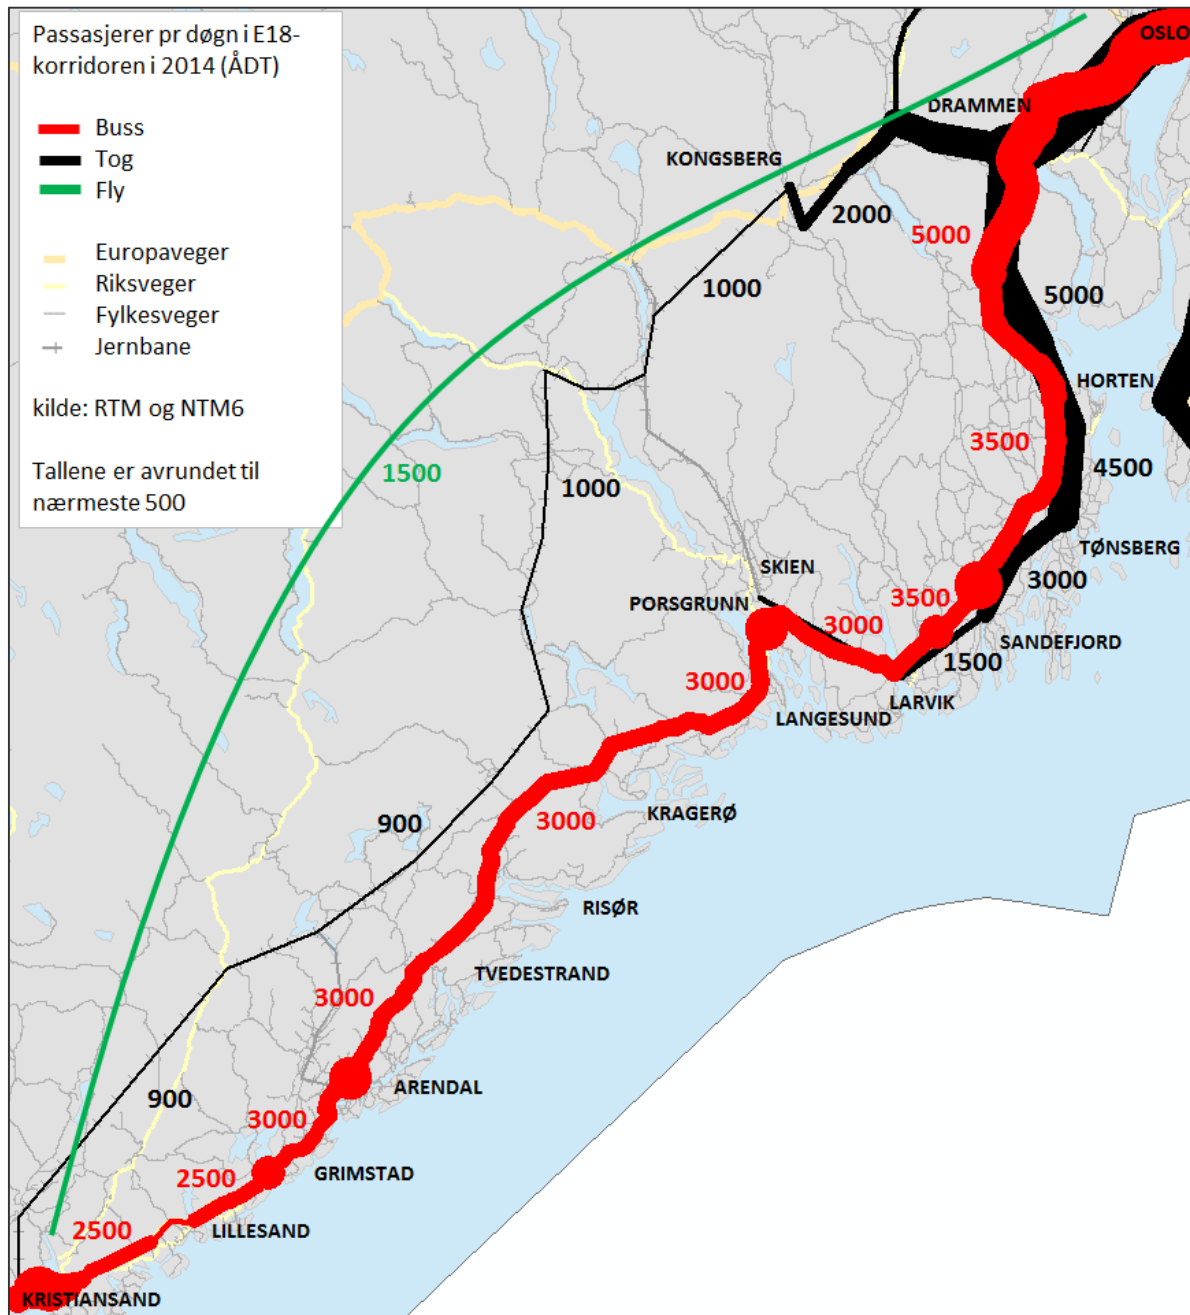 Passasjerer pr døgn i E18-
korridoren i 2014 (ÅDT)
Buss
Tog
Fly
Europaveger
Riksveger
Fylkesveger
Jernbane
kilde: RTM og NTM6
Tallene er avrundet til
nærmeste 500
OSLO
DRAMMEN
KONGSBERG
2000
5000
1000
5000
HORTEN
3500
1500
4500
1000
TØNSBERG
SKIEN
3000
3500
PORSGRUNN
3000
SANDEFJORD
1500
3000
LARVIK
LANGESUND
KRAGERØ
3000
900
RISØR
TVEDESTRAND
3000
ARENDAL
900
3000
GRIMSTAD
2500
LILLESAND
2500
KRISTIANSAND